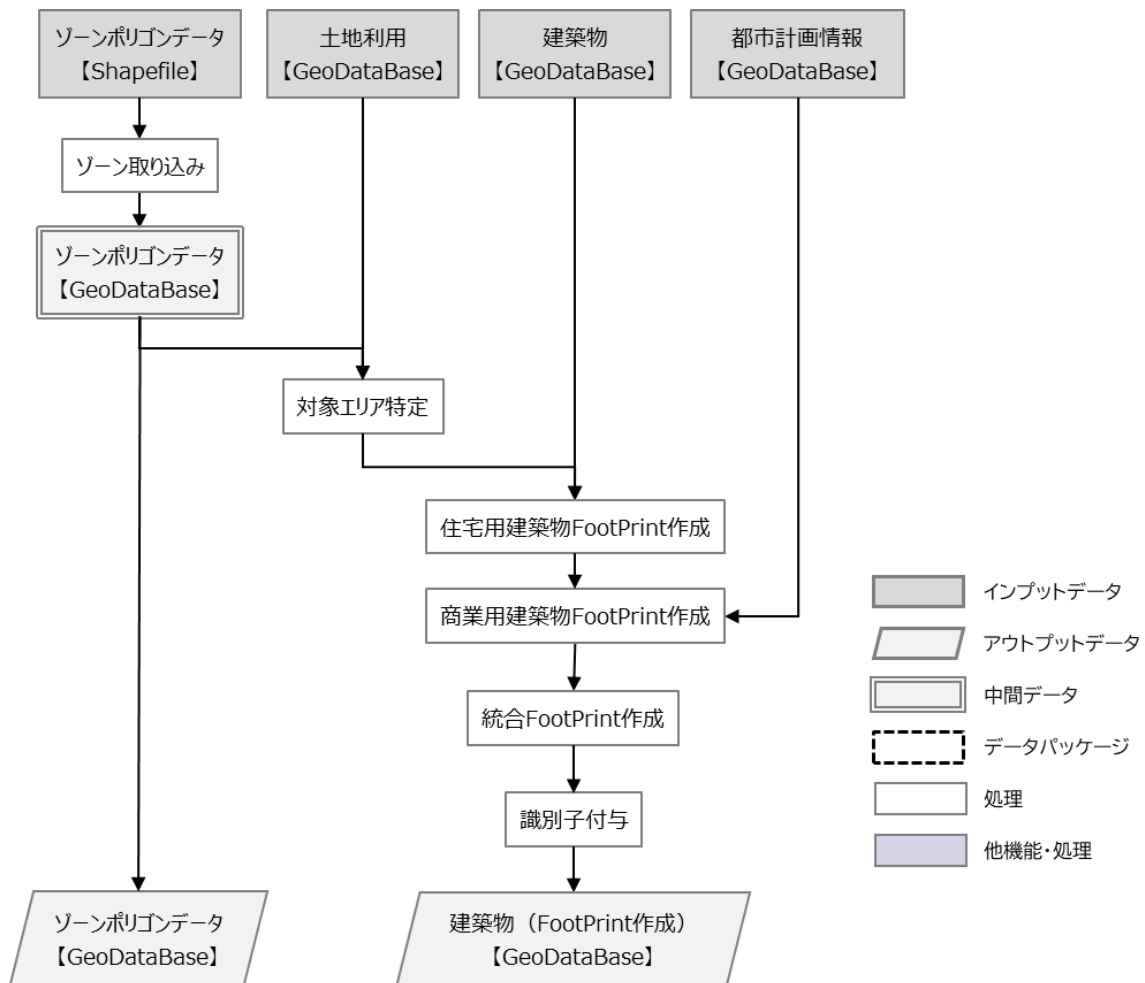 ゾーンポリゴンデータ
【Shapefile】
土地利用
【GeoDataBase】
建築物
【GeoDataBase】
都市計画情報
【GeoDataBase】
ゾーン取り込み
ゾーンポリゴンデータ
【GeoDataBase】
対象エリア特定
住宅用建築物FootPrint作成
商業用建築物FootPrint作成
統合FootPrint作成
識別子付与
ゾーンポリゴンデータ
【GeoDataBase】
建築物（FootPrint作成）
【GeoDataBase】
インプットデータ
アウトプットデータ
中間データ
データパッケージ
処理
他機能・処理